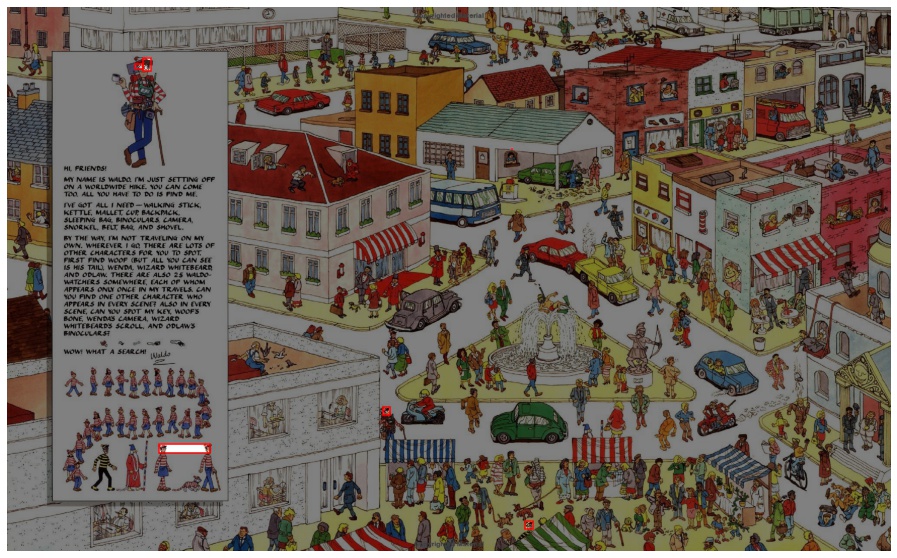 HI, FRIENDS!
MY NAME IS WALDO. I'M JUST SETTING OFF
ON A WORLDWIDE HIKE. YOU CAN COME
TOO. ALL YOU HAVE TO DO IS FIND ME.
I'VE GOT ALL I NEED — WALKING STICK,
KETTLE, MALLET, CUP, BACKPACK,
SLEEPING BAG, BINOCULARS, CAMERA,
SNORKEL, BELT, BAG, AND SHOVEL.
BY THE WAY, I'M NOT TRAVELING ON MY
OWN. WHEREVER I GO, THERE ARE LOTS OF
OTHER CHARACTERS FOR YOU TO SPOT.
FIRST FIND WOOF (BUT ALL YOU CAN SEE
IS HIS TAIL), WENDA, WIZARD WHITEBEARD,
AND ODLAW. THERE ARE ALSO 25 WALDO-
WATCHERS SOMEWHERE, EACH OF WHOM
APPEARS ONLY ONCE IN MY TRAVELS. CAN
YOU FIND ONE OTHER CHARACTER WHO
APPEARS IN EVERY SCENE? ALSO IN EVERY
SCENE, CAN YOU SPOT MY KEY, WOOF'S
BONE, WENDA'S CAMERA, WIZARD
WHITEBEARD'S SCROLL, AND ODLAW'S
BINOCULARS?
WOW! WHAT A SEARCH!
Waldo